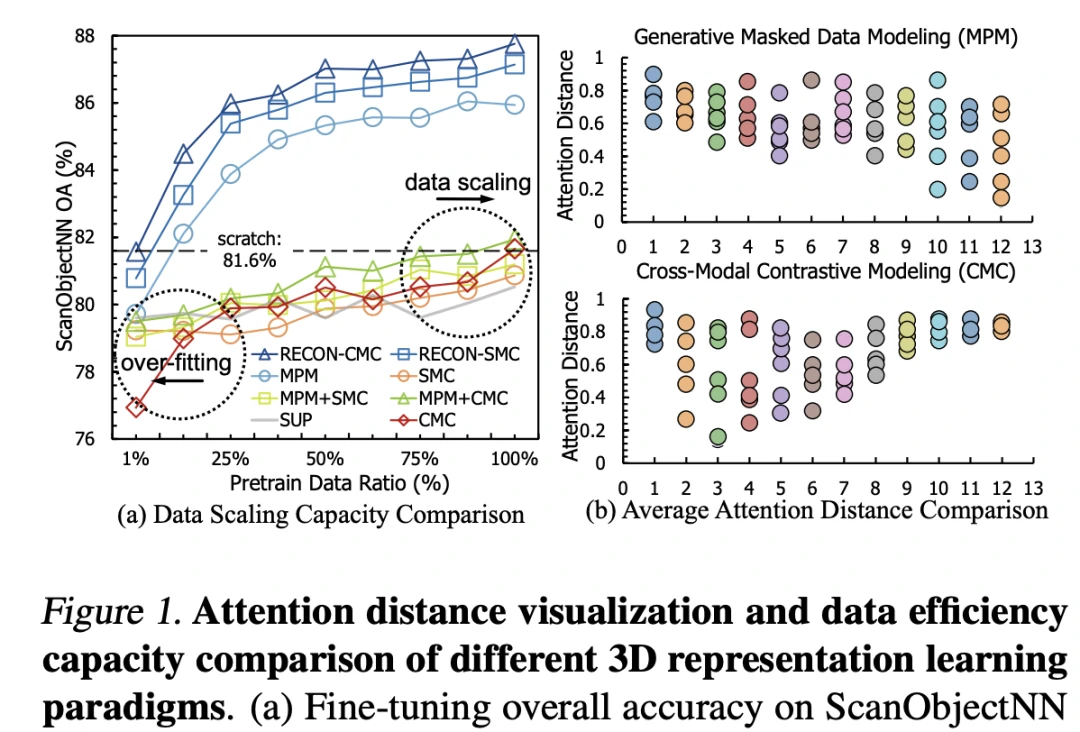 88
86
84
82
80
78
76
ScanObjectNN OA (%)
data scaling
scratch:
81.6%
over-fitting
RECON-CMC
RECON-SMC
MPM
SMC
MPM+SMC
MPM+CMC
SUP
CMC
1% 25% 50% 75% 100%
Pretrain Data Ratio (%)
(a) Data Scaling Capacity Comparison
Generative Masked Data Modeling (MPM)
Attention Distance
1
0.8
0.6
0.4
0.2
0
0 1 2 3 4 5 6 7 8 9 10 11 12 13
Cross-Modal Contrastive Modeling (CMC)
Attention Distance
1
0.8
0.6
0.4
0.2
0
0 1 2 3 4 5 6 7 8 9 10 11 12 13
(b) Average Attention Distance Comparison
Figure 1. Attention distance visualization and data efficiency
capacity comparison of different 3D representation learning
paradigms. (a) Fine-tuning overall accuracy on ScanObjectNN